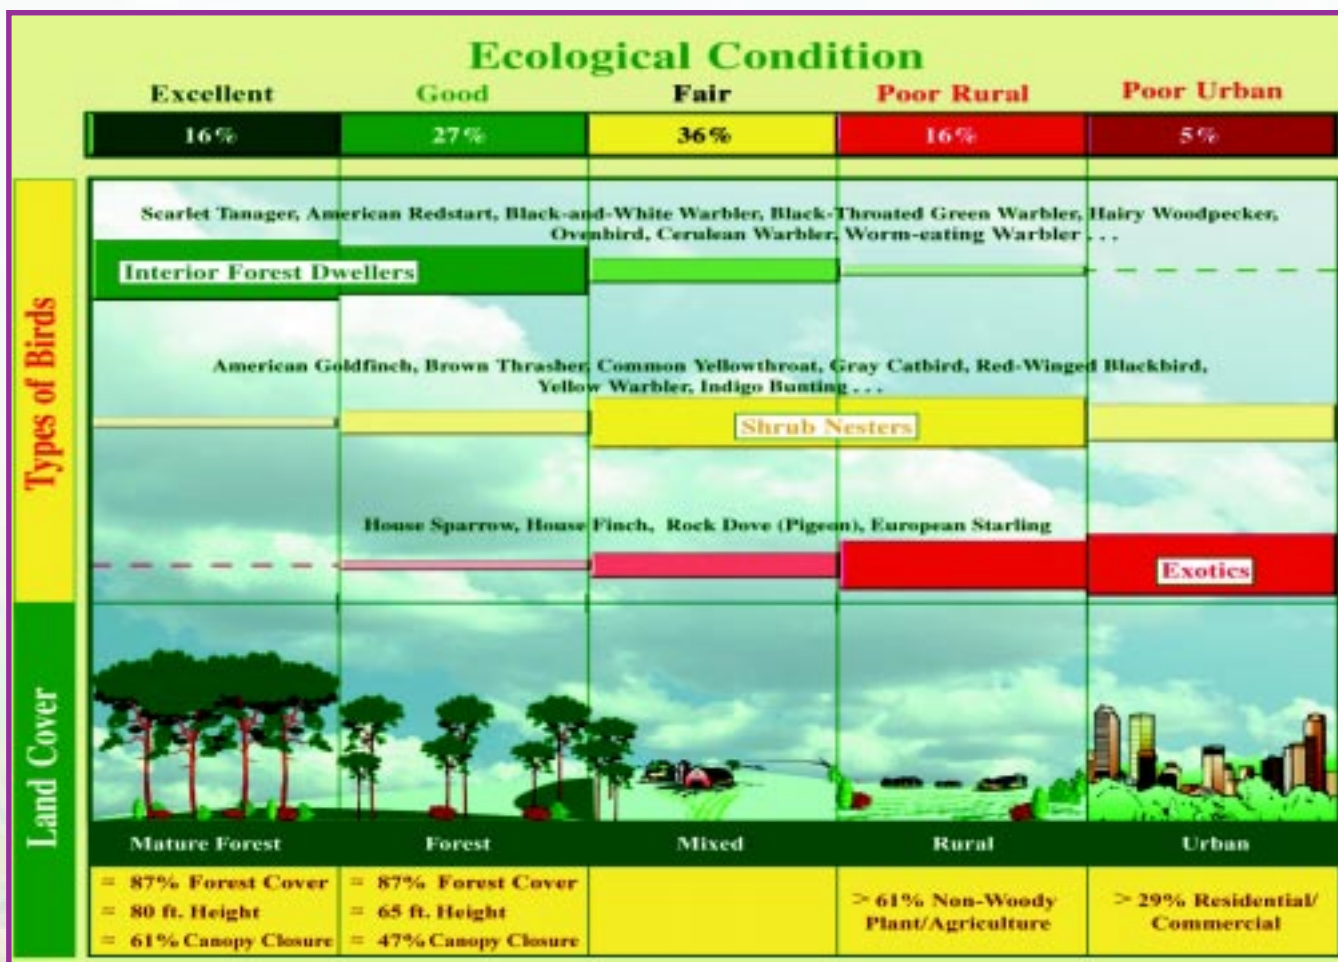 Ecological Condition
Excellent
Good
Fair
Poor Rural
Poor Urban
16%
27%
36%
16%
5%
Types of Birds
Scarlet Tanager, American Redstart, Black-and-White Warbler, Black-Throated Green Warbler, Hairy Woodpecker,
Ovenbird, Cerulean Warbler, Worm-eating Warbler . . .
Interior Forest Dwellers
American Goldfinch, Brown Thrasher, Common Yellowthroat, Gray Catbird, Red-Winged Blackbird,
Yellow Warbler, Indigo Bunting . . .
Shrub Nesters
House Sparrow, House Finch, Rock Dove (Pigeon), European Starling
Exotics
Land Cover
Mature Forest
Forest
Mixed
Rural
Urban
= 87% Forest Cover
= 80 ft. Height
= 61% Canopy Closure
= 87% Forest Cover
= 65 ft. Height
= 47% Canopy Closure
> 61% Non-Woody
Plant/Agriculture
> 29% Residential/
Commercial